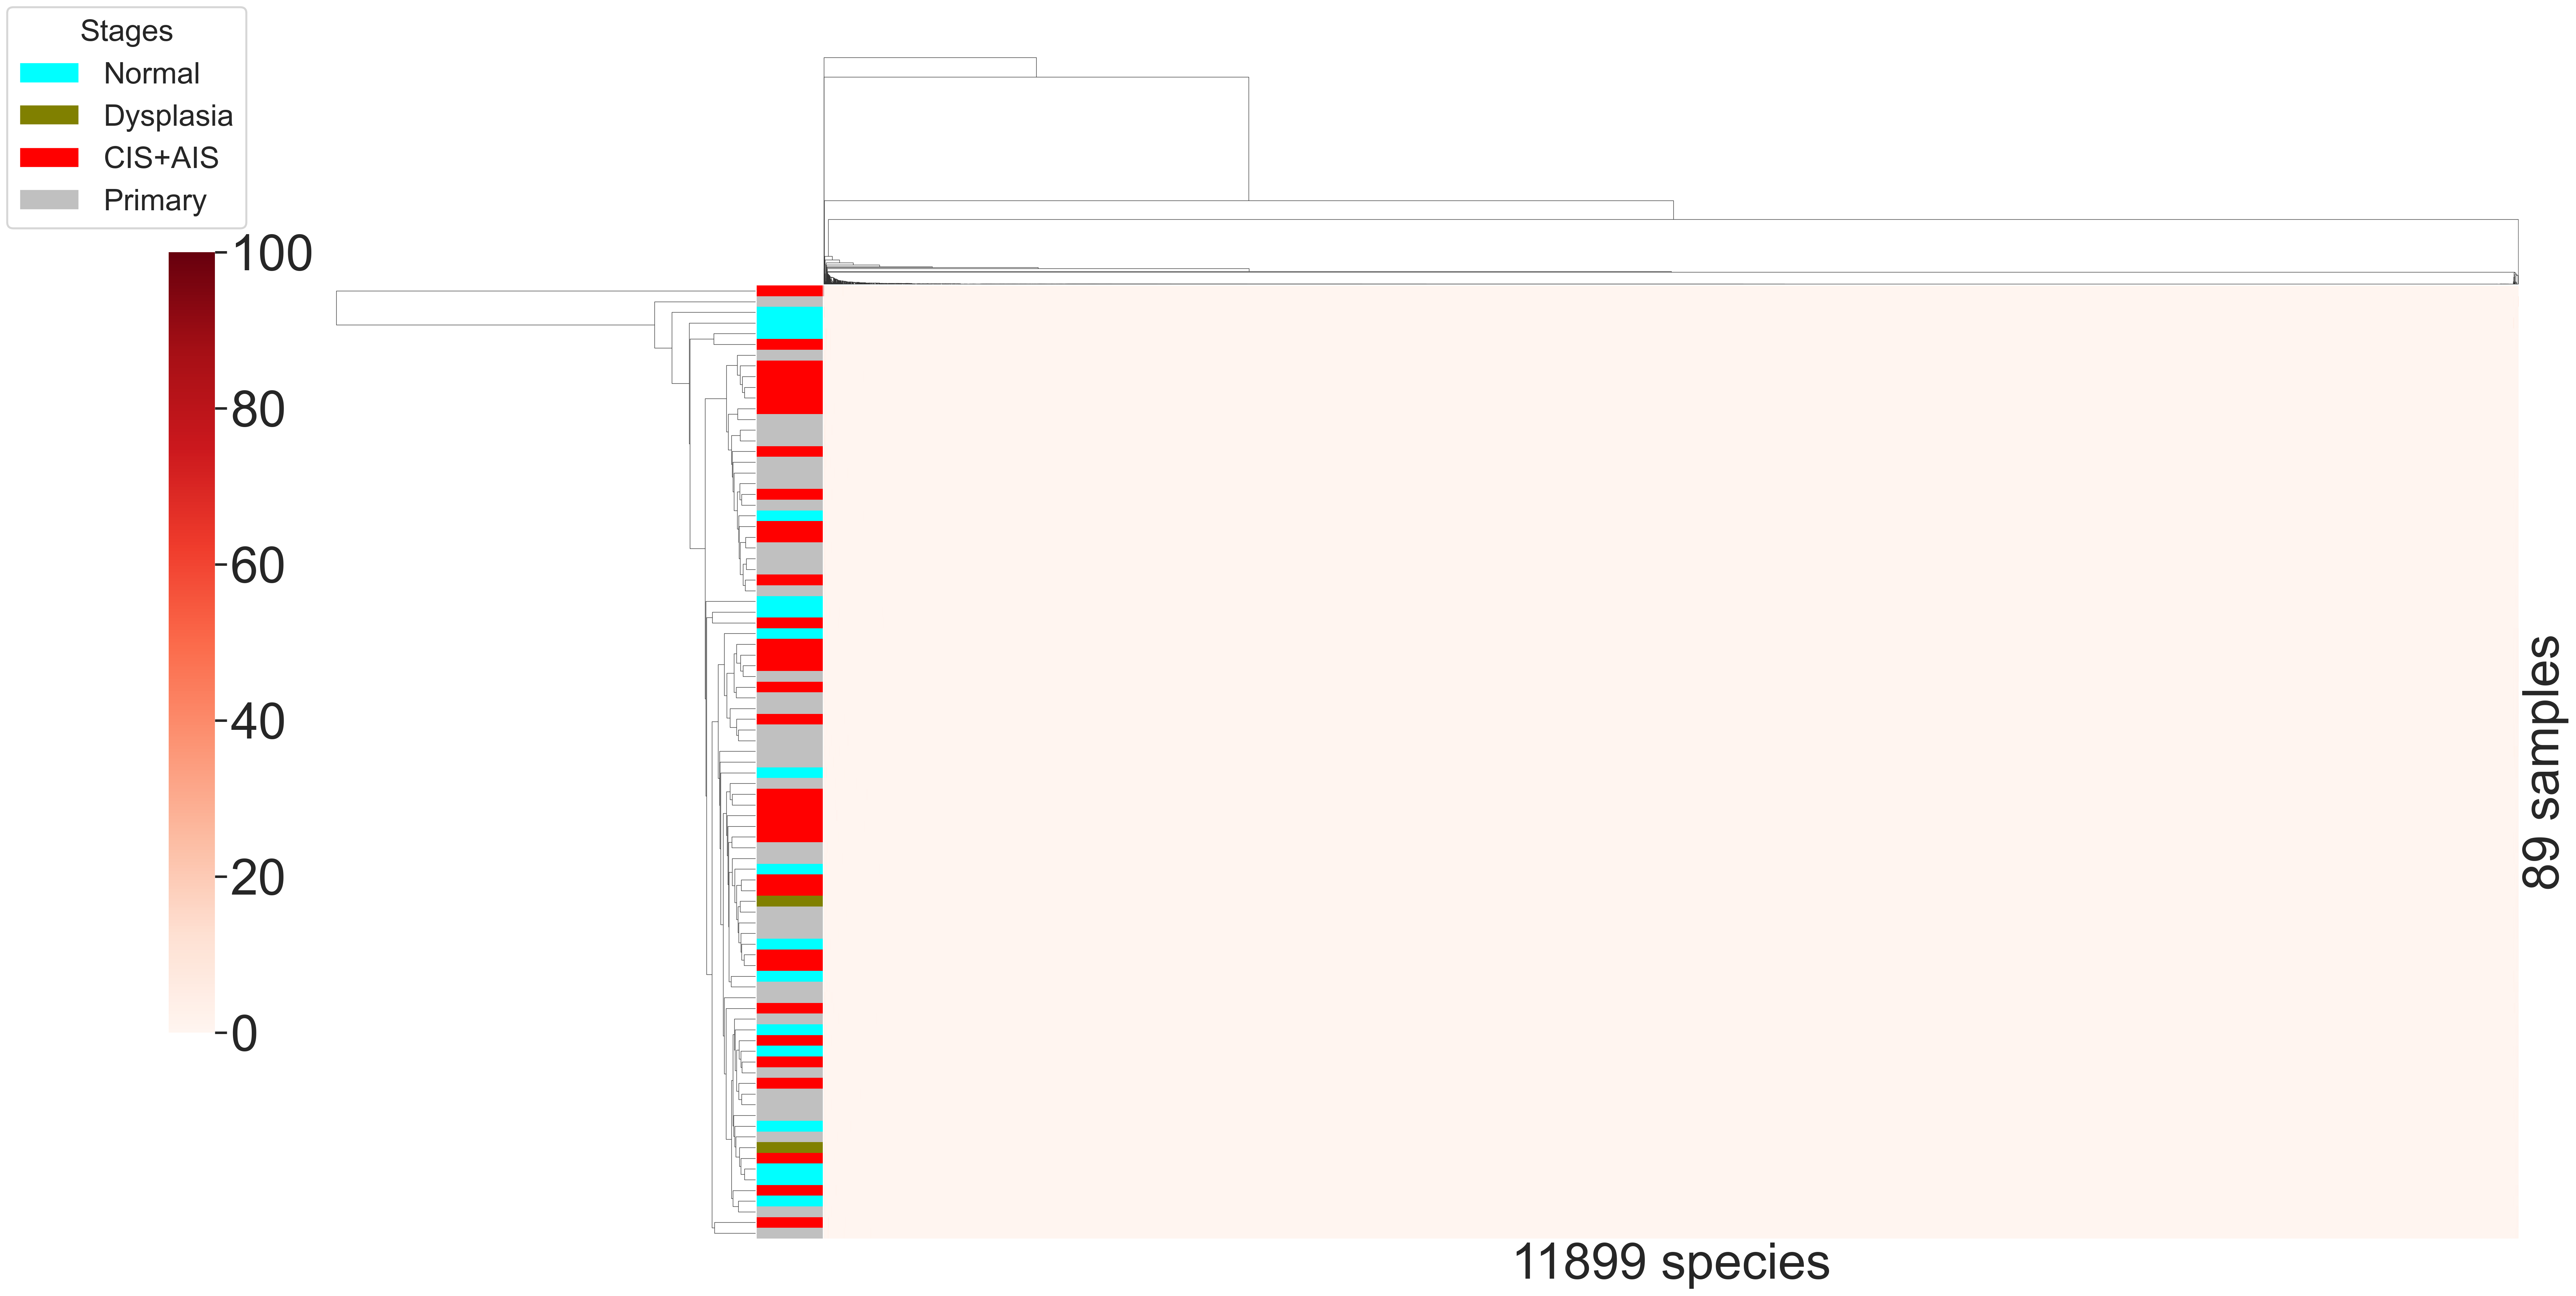 Stages
Normal
Dysplasia
CIS+AIS
Primary
100
80
60
40
20
0
89 samples
11899 species